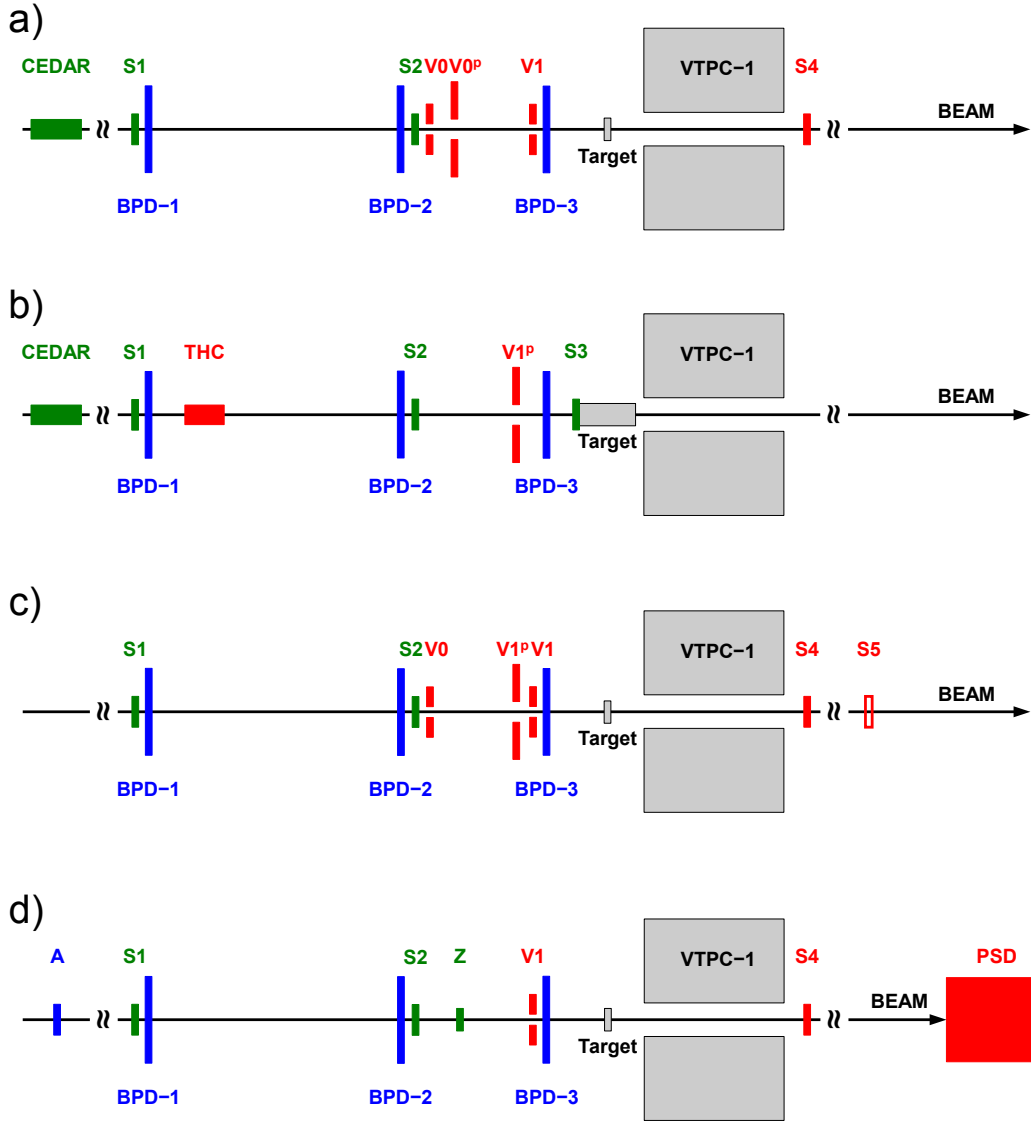 a)
CEDAR S1 S2 V0 V0ᵖ V1 VTPC−1 S4
BEAM
Target
BPD−1 BPD−2 BPD−3
b)
CEDAR S1 THC S2 V1ᵖ S3 VTPC−1
BEAM
Target
BPD−1 BPD−2 BPD−3
c)
S1 S2 V0 V1ᵖ V1 VTPC−1 S4 S5
BEAM
Target
BPD−1 BPD−2 BPD−3
d)
A S1 S2 Z V1 VTPC−1 S4 PSD
BEAM
Target
BPD−1 BPD−2 BPD−3